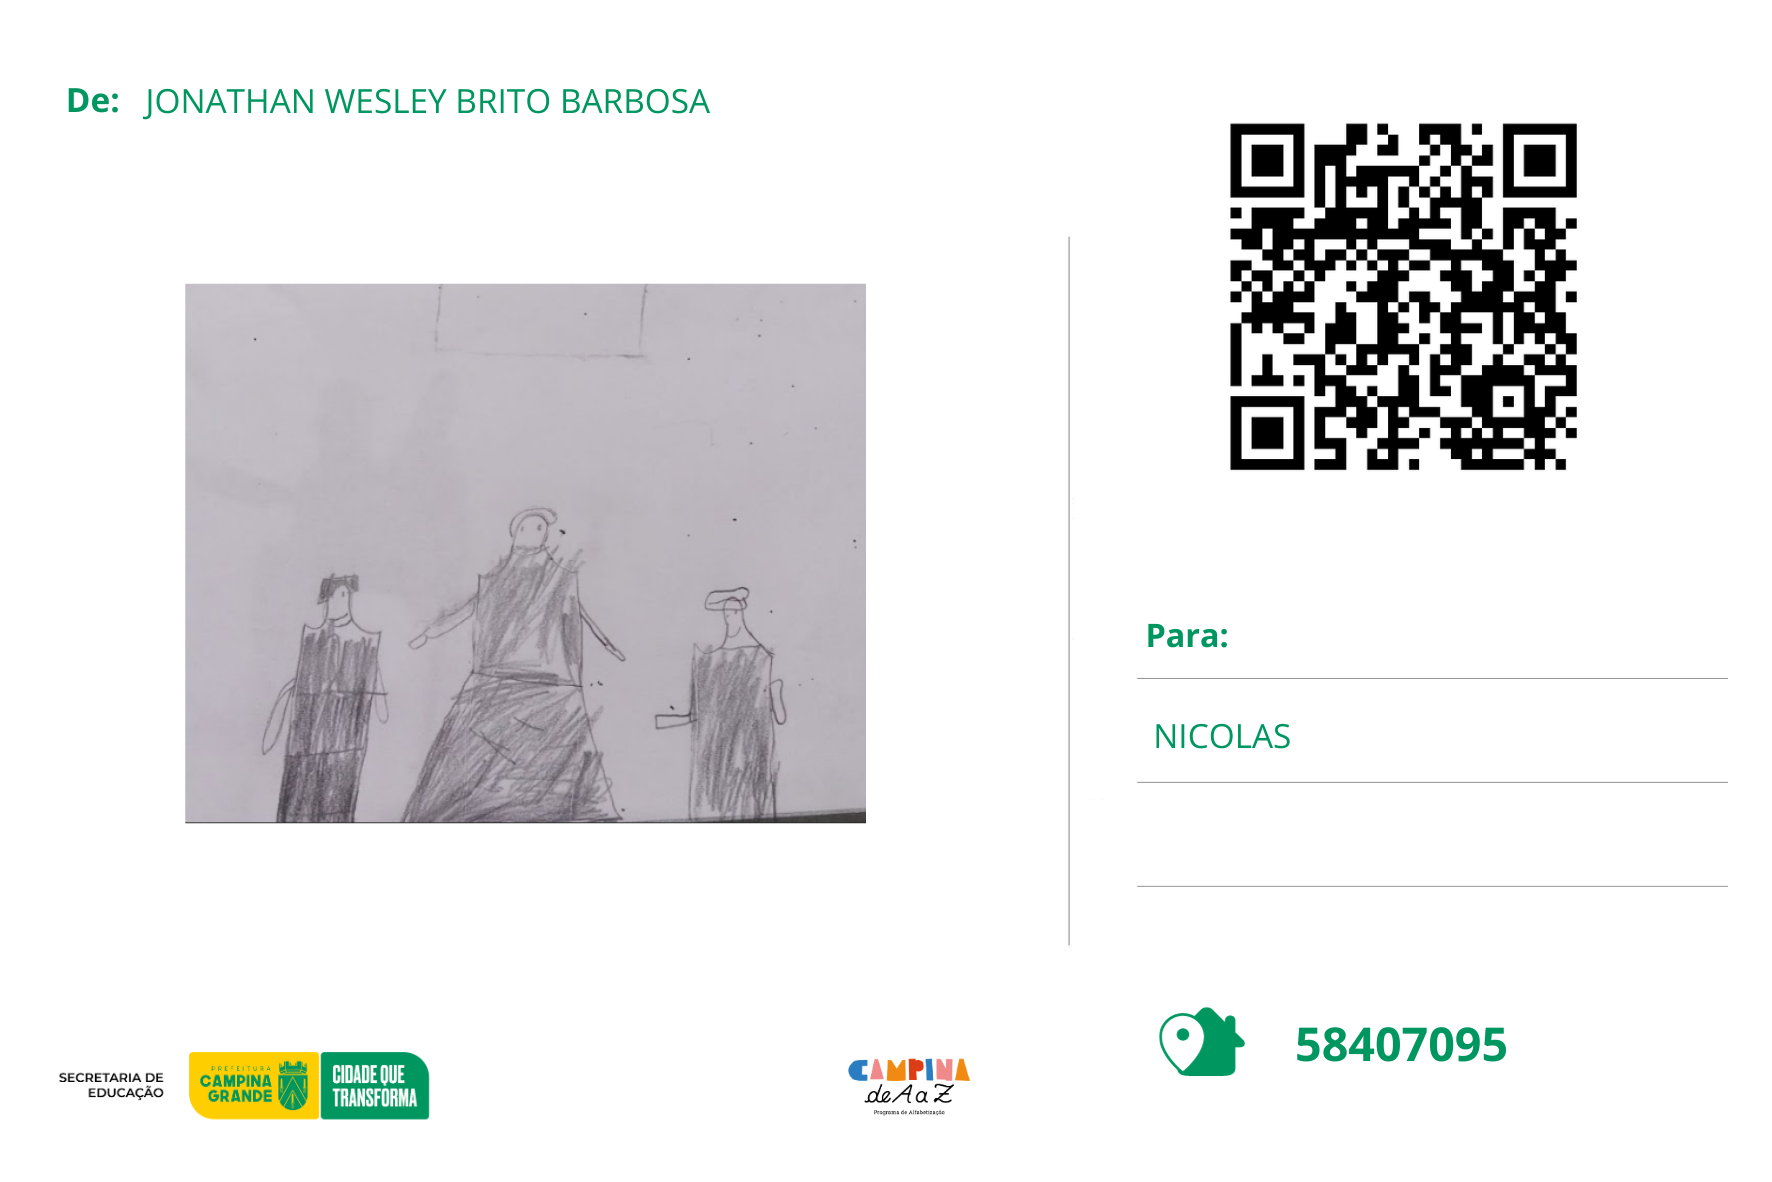 De: JONATHAN WESLEY BRITO BARBOSA
Para:
NICOLAS
58407095
SECRETARIA DE
EDUCAÇÃO
PREFEITURA
CAMPINA
GRANDE
CIDADE QUE
TRANSFORMA
CAMPINA
de A a Z
Programa de Alfabetização